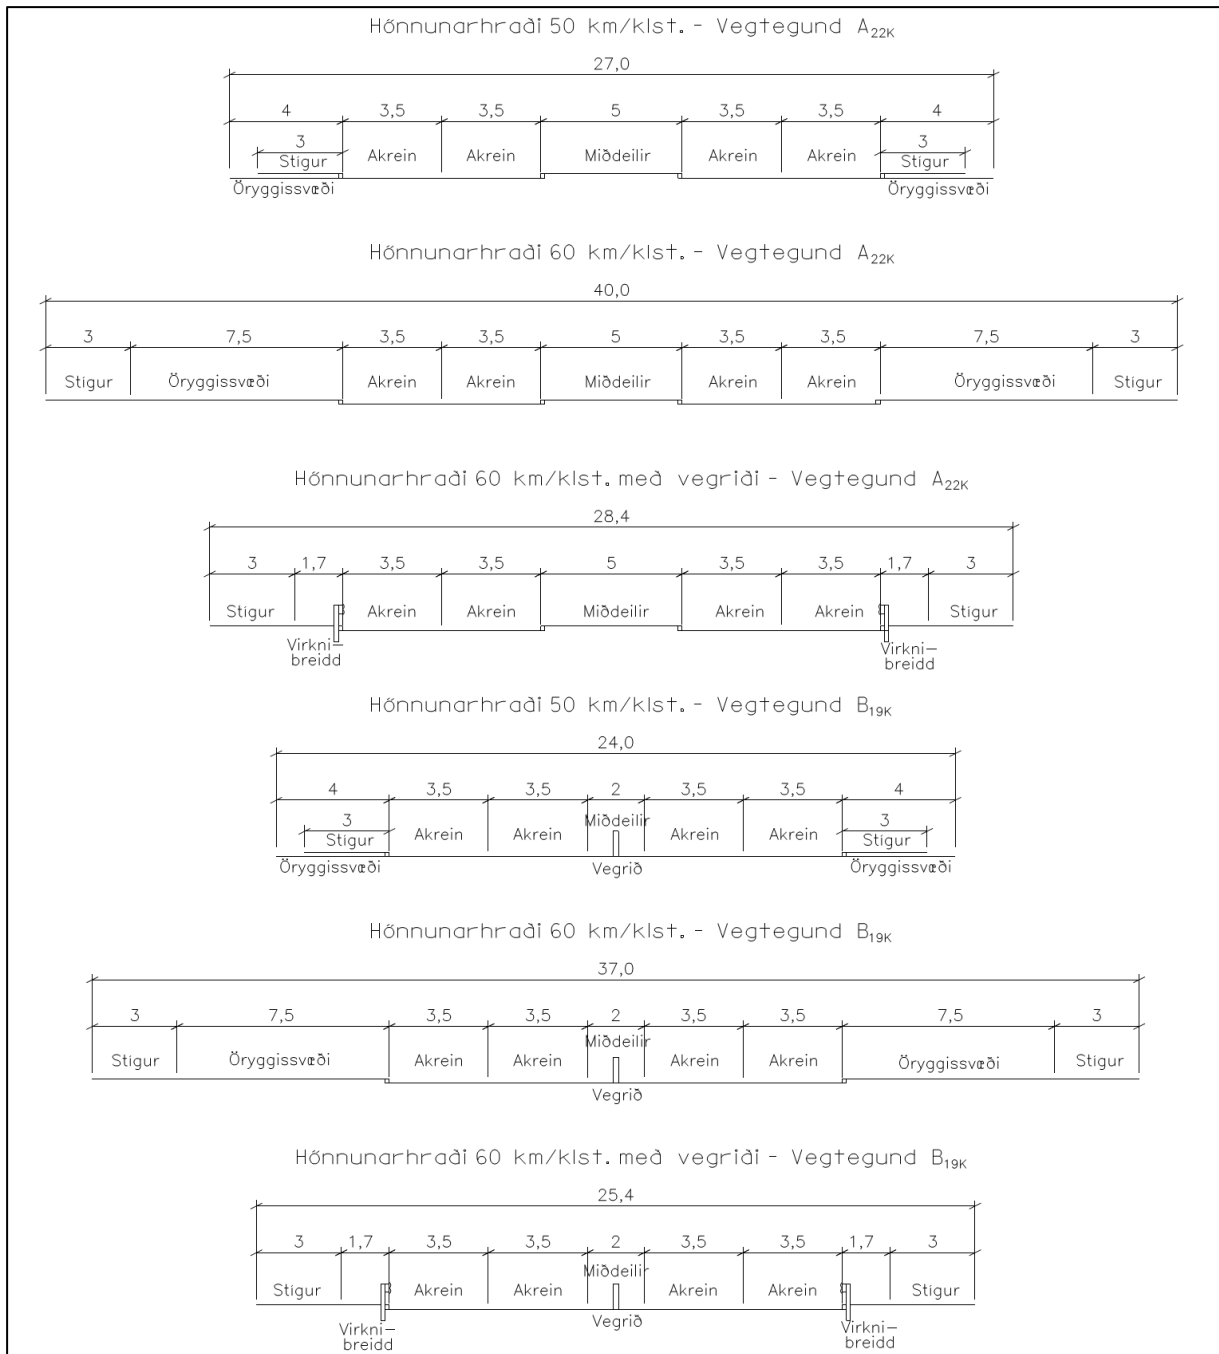 Hönnunarhraði 50 km/klst. - Vegtegund A22K
27,0
4 3,5 3,5 5 3,5 3,5 4
3 3
Stigur Akrein Akrein Miðdeilir Akrein Akrein Stigur
Öryggissvæði Öryggissvæði
Hönnunarhraði 60 km/klst. - Vegtegund A22K
40,0
3 7,5 3,5 3,5 5 3,5 3,5 7,5 3
Stigur Öryggissvæði Akrein Akrein Miðdeilir Akrein Akrein Öryggissvæði Stigur
Hönnunarhraði 60 km/klst. með vegriði - Vegtegund A22K
28,4
3 1,7 3,5 3,5 5 3,5 3,5 1,7 3
Stigur Akrein Akrein Miðdeilir Akrein Akrein Stigur
Virkni- Virkni-
breidd breidd
Hönnunarhraði 50 km/klst. - Vegtegund B19K
24,0
4 3,5 3,5 2 3,5 3,5 4
3 Miðdeilir 3
Stigur Akrein Akrein Akrein Akrein Stigur
Öryggissvæði Vegrið Öryggissvæði
Hönnunarhraði 60 km/klst. - Vegtegund B19K
37,0
3 7,5 3,5 3,5 2 3,5 3,5 7,5 3
Miðdeilir
Stigur Öryggissvæði Akrein Akrein Akrein Akrein Öryggissvæði Stigur
Vegrið
Hönnunarhraði 60 km/klst. með vegriði - Vegtegund B19K
25,4
3 1,7 3,5 3,5 2 3,5 3,5 1,7 3
Miðdeilir
Stigur Akrein Akrein Akrein Akrein Stigur
Vegrið
Virkni- Virkni-
breidd breidd